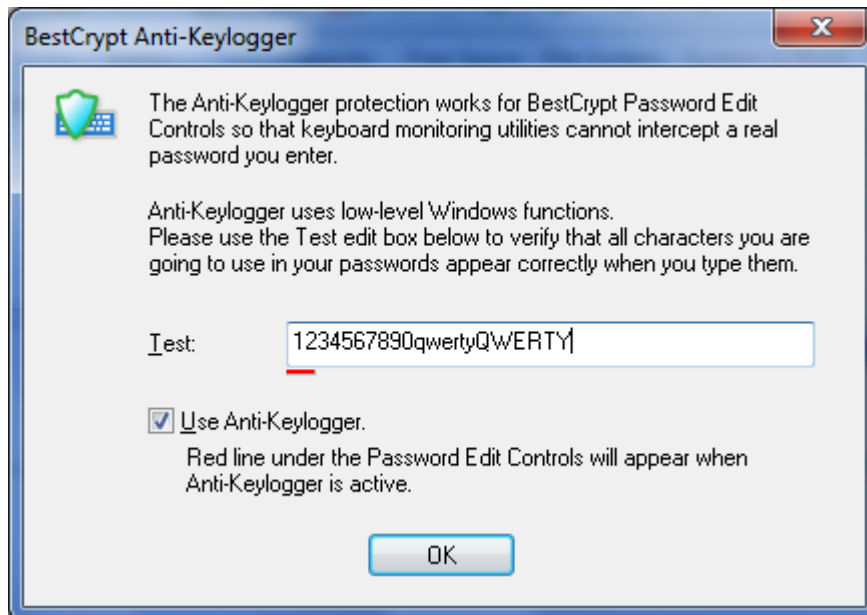 BestCrypt Anti-Keylogger
The Anti-Keylogger protection works for BestCrypt Password Edit
Controls so that keyboard monitoring utilities cannot intercept a real
password you enter.
Anti-Keylogger uses low-level Windows functions.
Please use the Test edit box below to verify that all characters you are
going to use in your passwords appear correctly when you type them.
Test: 1234567890qwertyQWERTY
Use Anti-Keylogger.
Red line under the Password Edit Controls will appear when
Anti-Keylogger is active.
OK